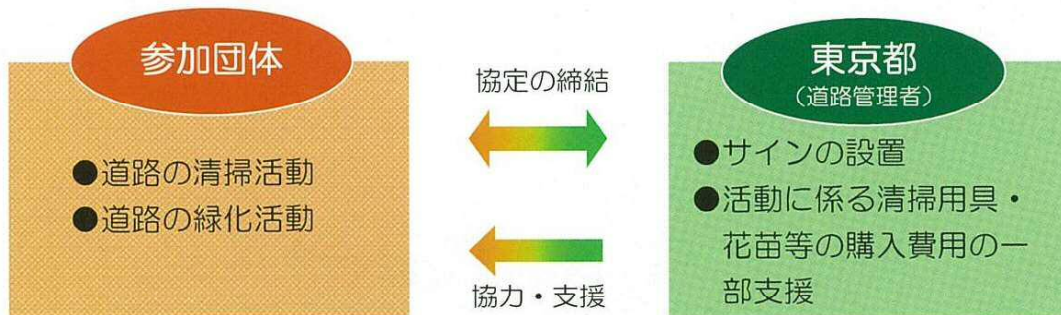 参加団体
●道路の清掃活動
●道路の緑化活動
協定の締結
協力・支援
東京都
（道路管理者）
●サインの設置
●活動に係る清掃用具・
花苗等の購入費用の一
部支援